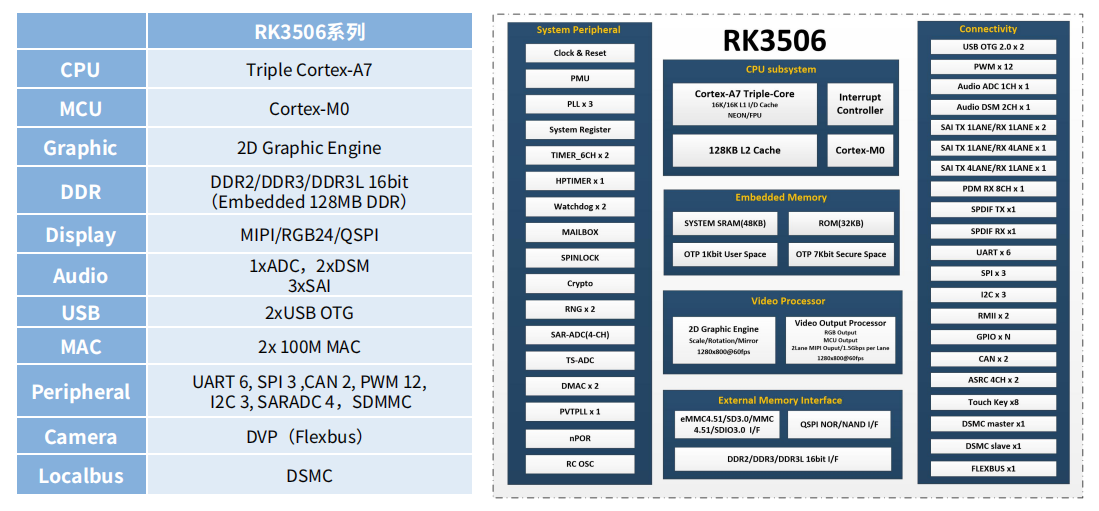 RK3506系列
CPU
Triple Cortex-A7
MCU
Cortex-M0
Graphic
2D Graphic Engine
DDR
DDR2/DDR3/DDR3L 16bit
（Embedded 128MB DDR）
Display
MIPI/RGB24/QSPI
Audio
1xADC，2xDSM
3xSAI
USB
2xUSB OTG
MAC
2x 100M MAC
Peripheral
UART 6, SPI 3 ,CAN 2, PWM 12,
I2C 3, SARADC 4，SDMMC
Camera
DVP（Flexbus）
Localbus
DSMC
System Peripheral
Clock & Reset
PMU
PLL x 3
System Register
TIMER_6CH x 2
HPTIMER x 1
Watchdog x 2
MAILBOX
SPINLOCK
Crypto
RNG x 2
SAR-ADC(4-CH)
TS-ADC
DMAC x 2
PVTPLL x 1
nPOR
RC OSC
RK3506
CPU subsystem
Cortex-A7 Triple-Core
16K/16K L1 I/D Cache
NEON/FPU
Interrupt
Controller
128KB L2 Cache
Cortex-M0
Embedded Memory
SYSTEM SRAM(48KB)
ROM(32KB)
OTP 1Kbit User Space
OTP 7Kbit Secure Space
Video Processor
2D Graphic Engine
Scale/Rotation/Mirror
1280x800@60fps
Video Output Processor
RGB Output
MCU Output
2Lane MIPI Ouput/1.5Gbps per Lane
1280x800@60fps
External Memory Interface
eMMC4.51/SD3.0/MMC
4.51/SDIO3.0 I/F
QSPI NOR/NAND I/F
DDR2/DDR3/DDR3L 16bit I/F
Connectivity
USB OTG 2.0 x 2
PWM x 12
Audio ADC 1CH x 1
Audio DSM 2CH x 1
SAI TX 1LANE/RX 1LANE x 2
SAI TX 1LANE/RX 4LANE x 1
SAI TX 4LANE/RX 1LANE x 1
PDM RX 8CH x 1
SPDIF TX x1
SPDIF RX x1
UART x 6
SPI x 3
I2C x 3
RMII x 2
GPIO x N
CAN x 2
ASRC 4CH x 2
Touch Key x8
DSMC master x1
DSMC slave x1
FLEXBUS x1